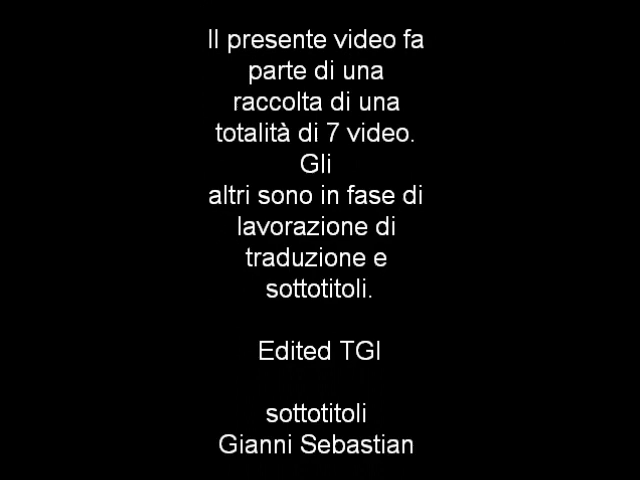 Il presente video fa
parte di una
raccolta di una
totalità di 7 video.
Gli
altri sono in fase di
lavorazione di
traduzione e
sottotitoli.
Edited TGI
sottotitoli
Gianni Sebastian